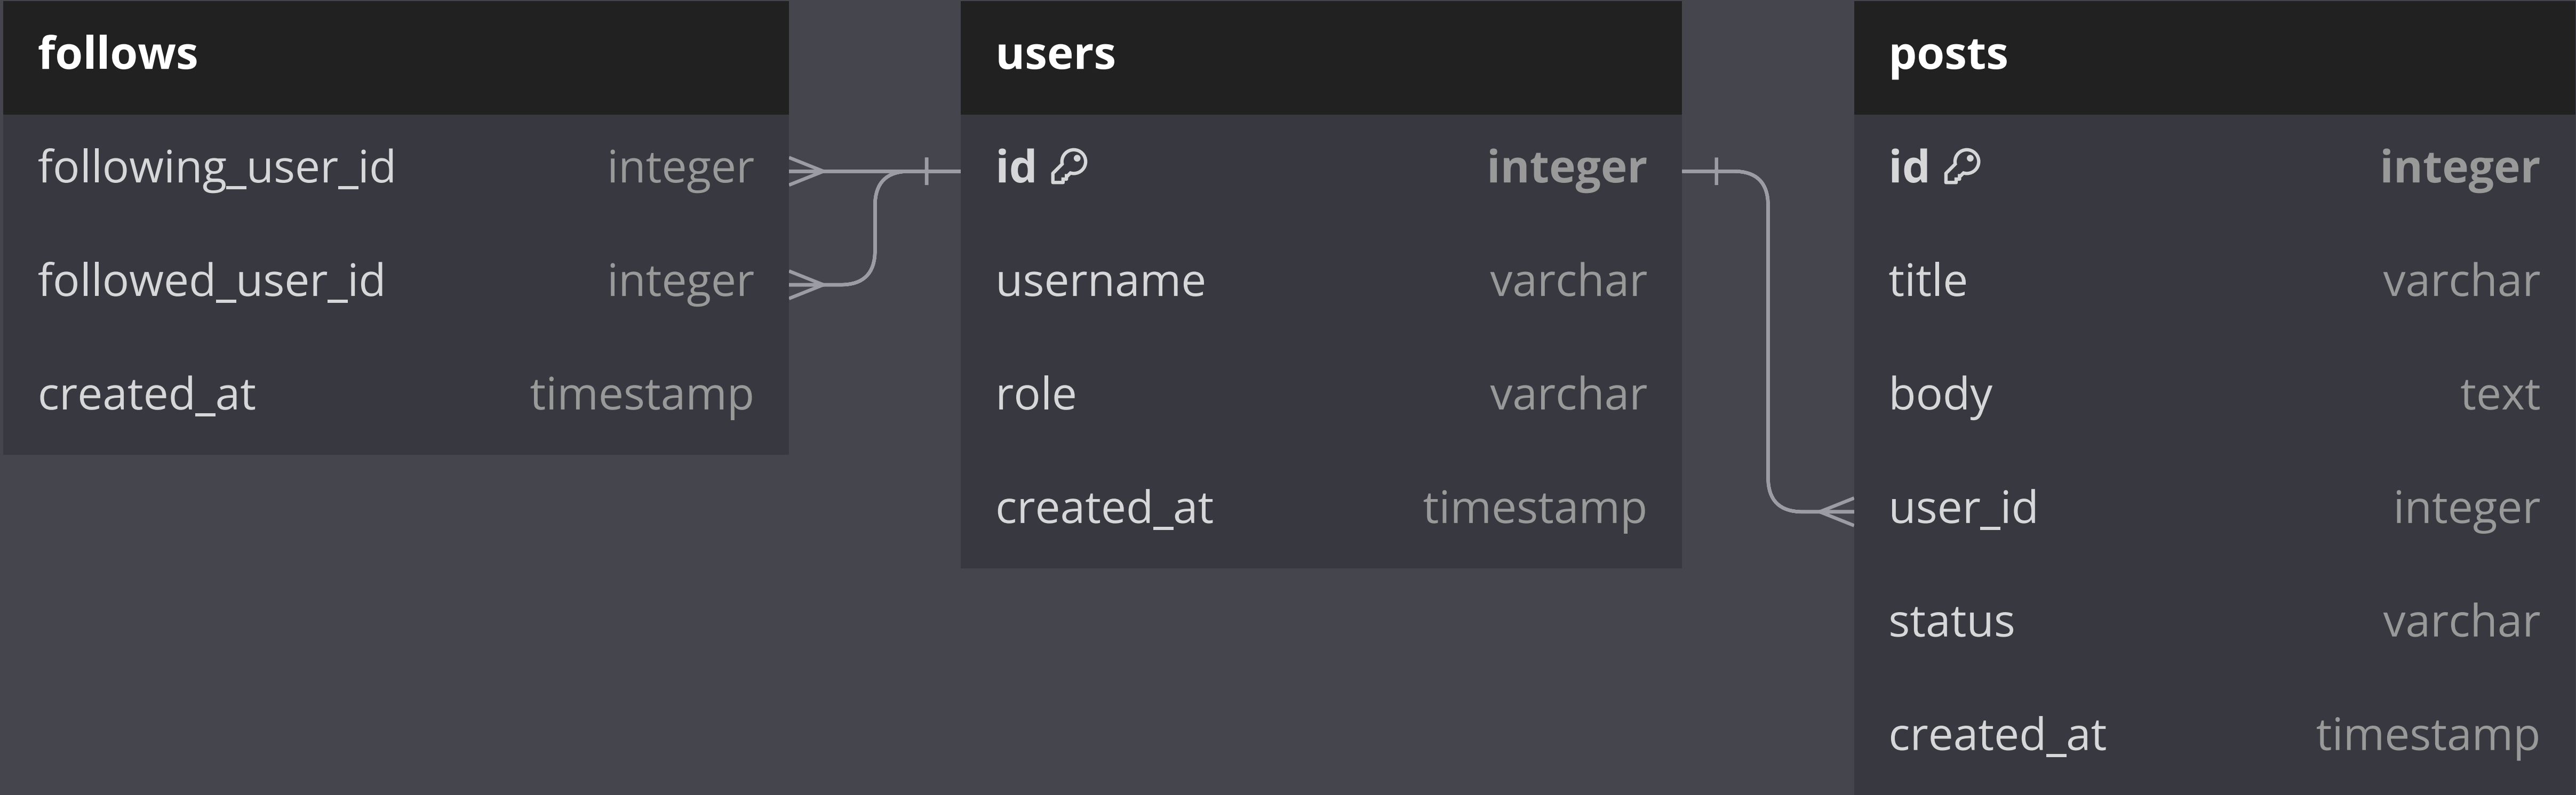 follows
following_user_id integer
followed_user_id integer
created_at timestamp
users
id integer
username varchar
role varchar
created_at timestamp
posts
id integer
title varchar
body text
user_id integer
status varchar
created_at timestamp